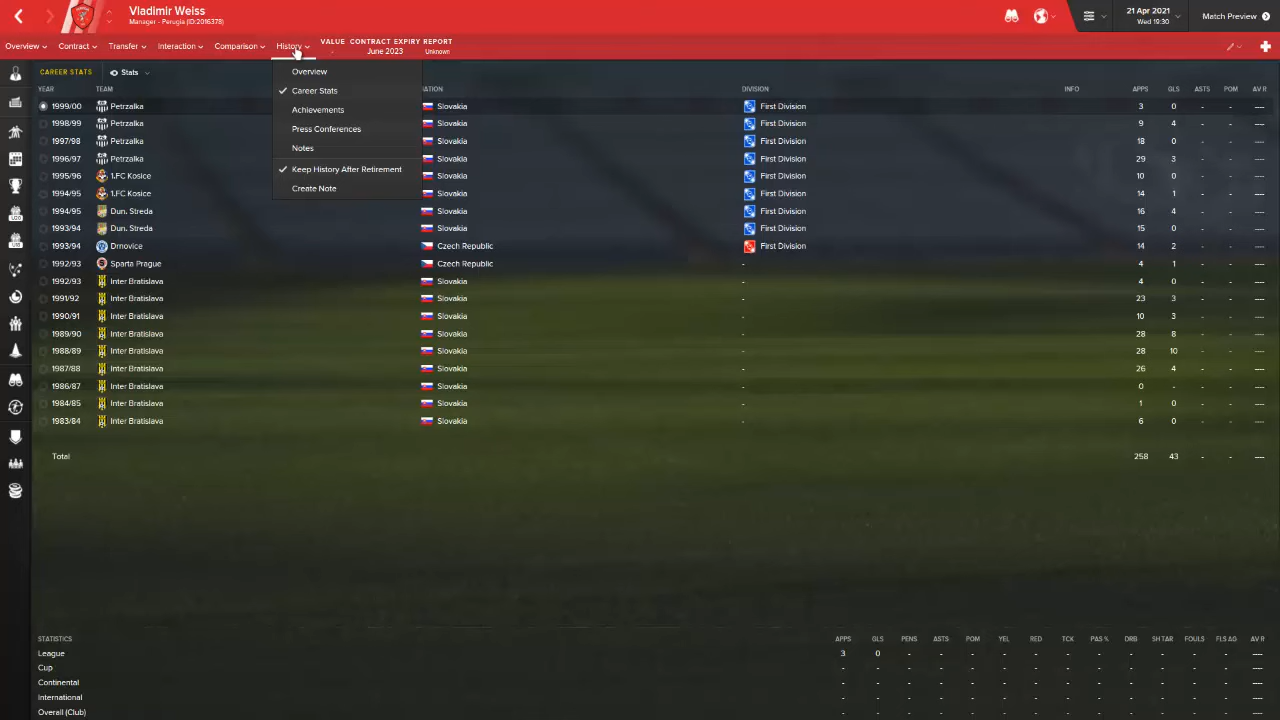 Vladimir Weiss
Manager - Perugia (ID:2016378)
21 Apr 2021
Wed 19:30
Match Preview
Overview Contract Transfer Interaction Comparison History
VALUE CONTRACT EXPIRY REPORT
- June 2023 Unknown
CAREER STATS Stats
Overview
Career Stats
Achievements
Press Conferences
Notes
Keep History After Retirement
Create Note
YEAR TEAM ATION DIVISION INFO APPS GLS ASTS POM AV R
1999/00 Petrzalka Slovakia First Division 3 0 - - ----
1998/99 Petrzalka Slovakia First Division 9 4 - - ----
1997/98 Petrzalka Slovakia First Division 18 0 - - ----
1996/97 Petrzalka Slovakia First Division 29 3 - - ----
1995/96 1.FC Kosice Slovakia First Division 10 0 - - ----
1994/95 1.FC Kosice Slovakia First Division 14 1 - - ----
1994/95 Dun. Streda Slovakia First Division 16 4 - - ----
1993/94 Dun. Streda Slovakia First Division 15 0 - - ----
1993/94 Drnovice Czech Republic First Division 14 2 - - ----
1992/93 Sparta Prague Czech Republic - 4 1 - - ----
1992/93 Inter Bratislava Slovakia - 4 0 - - ----
1991/92 Inter Bratislava Slovakia - 23 3 - - ----
1990/91 Inter Bratislava Slovakia - 10 3 - - ----
1989/90 Inter Bratislava Slovakia - 28 8 - - ----
1988/89 Inter Bratislava Slovakia - 28 10 - - ----
1987/88 Inter Bratislava Slovakia - 26 4 - - ----
1986/87 Inter Bratislava Slovakia - 0 - - - ----
1984/85 Inter Bratislava Slovakia - 1 0 - - ----
1983/84 Inter Bratislava Slovakia - 6 0 - - ----
Total 258 43 - - ----
STATISTICS APPS GLS PENS ASTS POM YEL RED TCK PAS % DRB SH TAR FOULS FLS AG AV R
League 3 0 - - - - - - - - - - - ----
Cup - - - - - - - - - - - - - ----
Continental - - - - - - - - - - - - - ----
International - - - - - - - - - - - - - ----
Overall (Club) - - - - - - - - - - - - - ----